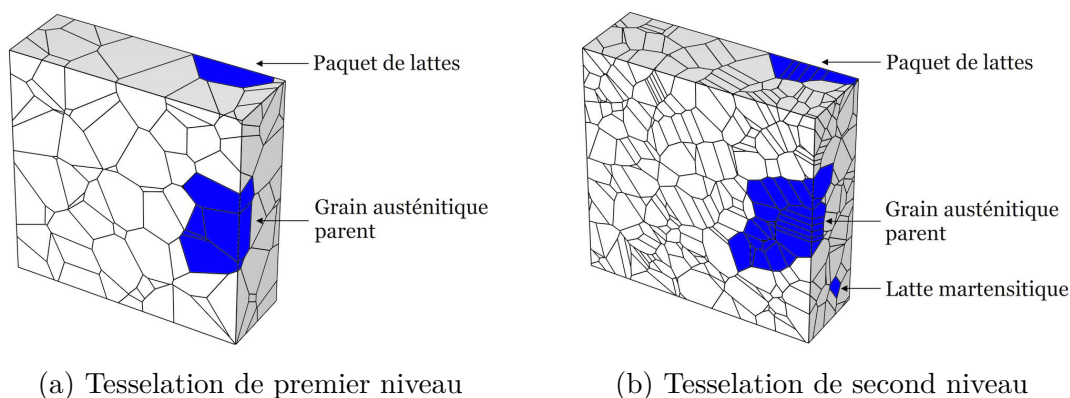 Paquet de lattes
Grain austénitique
parent
(a) Tesselation de premier niveau
Paquet de lattes
Grain austénitique
parent
Latte martensitique
(b) Tesselation de second niveau